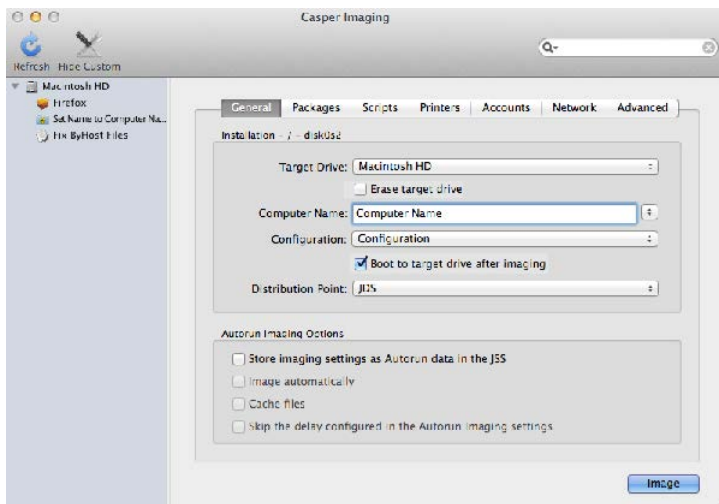 Casper Imaging
Refresh Hide Custom
Macintosh HD
Firefox
Set Name to Computer Na...
Fix ByHost Files
General Packages Scripts Printers Accounts Network Advanced
Installation - / - disk0s2
Target Drive: Macintosh HD
Erase target drive
Computer Name: Computer Name
Configuration: Configuration
Boot to target drive after imaging
Distribution Point: JDS
Autorun Imaging Options
Store imaging settings as Autorun data in the JSS
Image automatically
Cache files
Skip the delay configured in the Autorun Imaging settings
Image